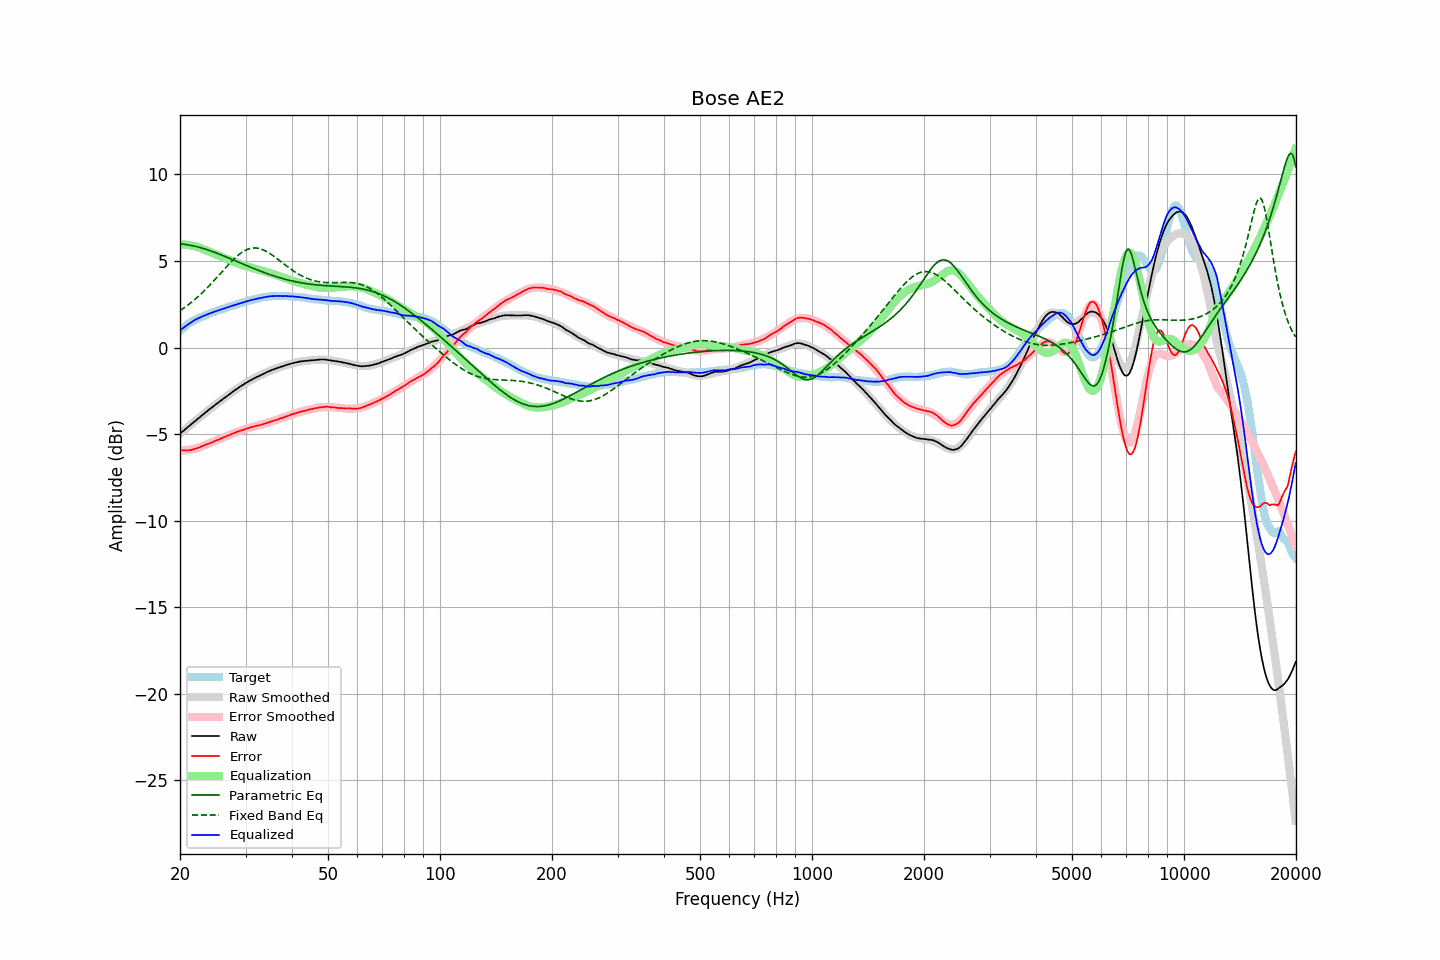 Bose AE2
Amplitude (dBr)
10
5
0
−5
−10
−15
−20
−25
Target
Raw Smoothed
Error Smoothed
Raw
Error
Equalization
Parametric Eq
Fixed Band Eq
Equalized
20 50 100 200 500 1000 2000 5000 10000 20000
Frequency (Hz)